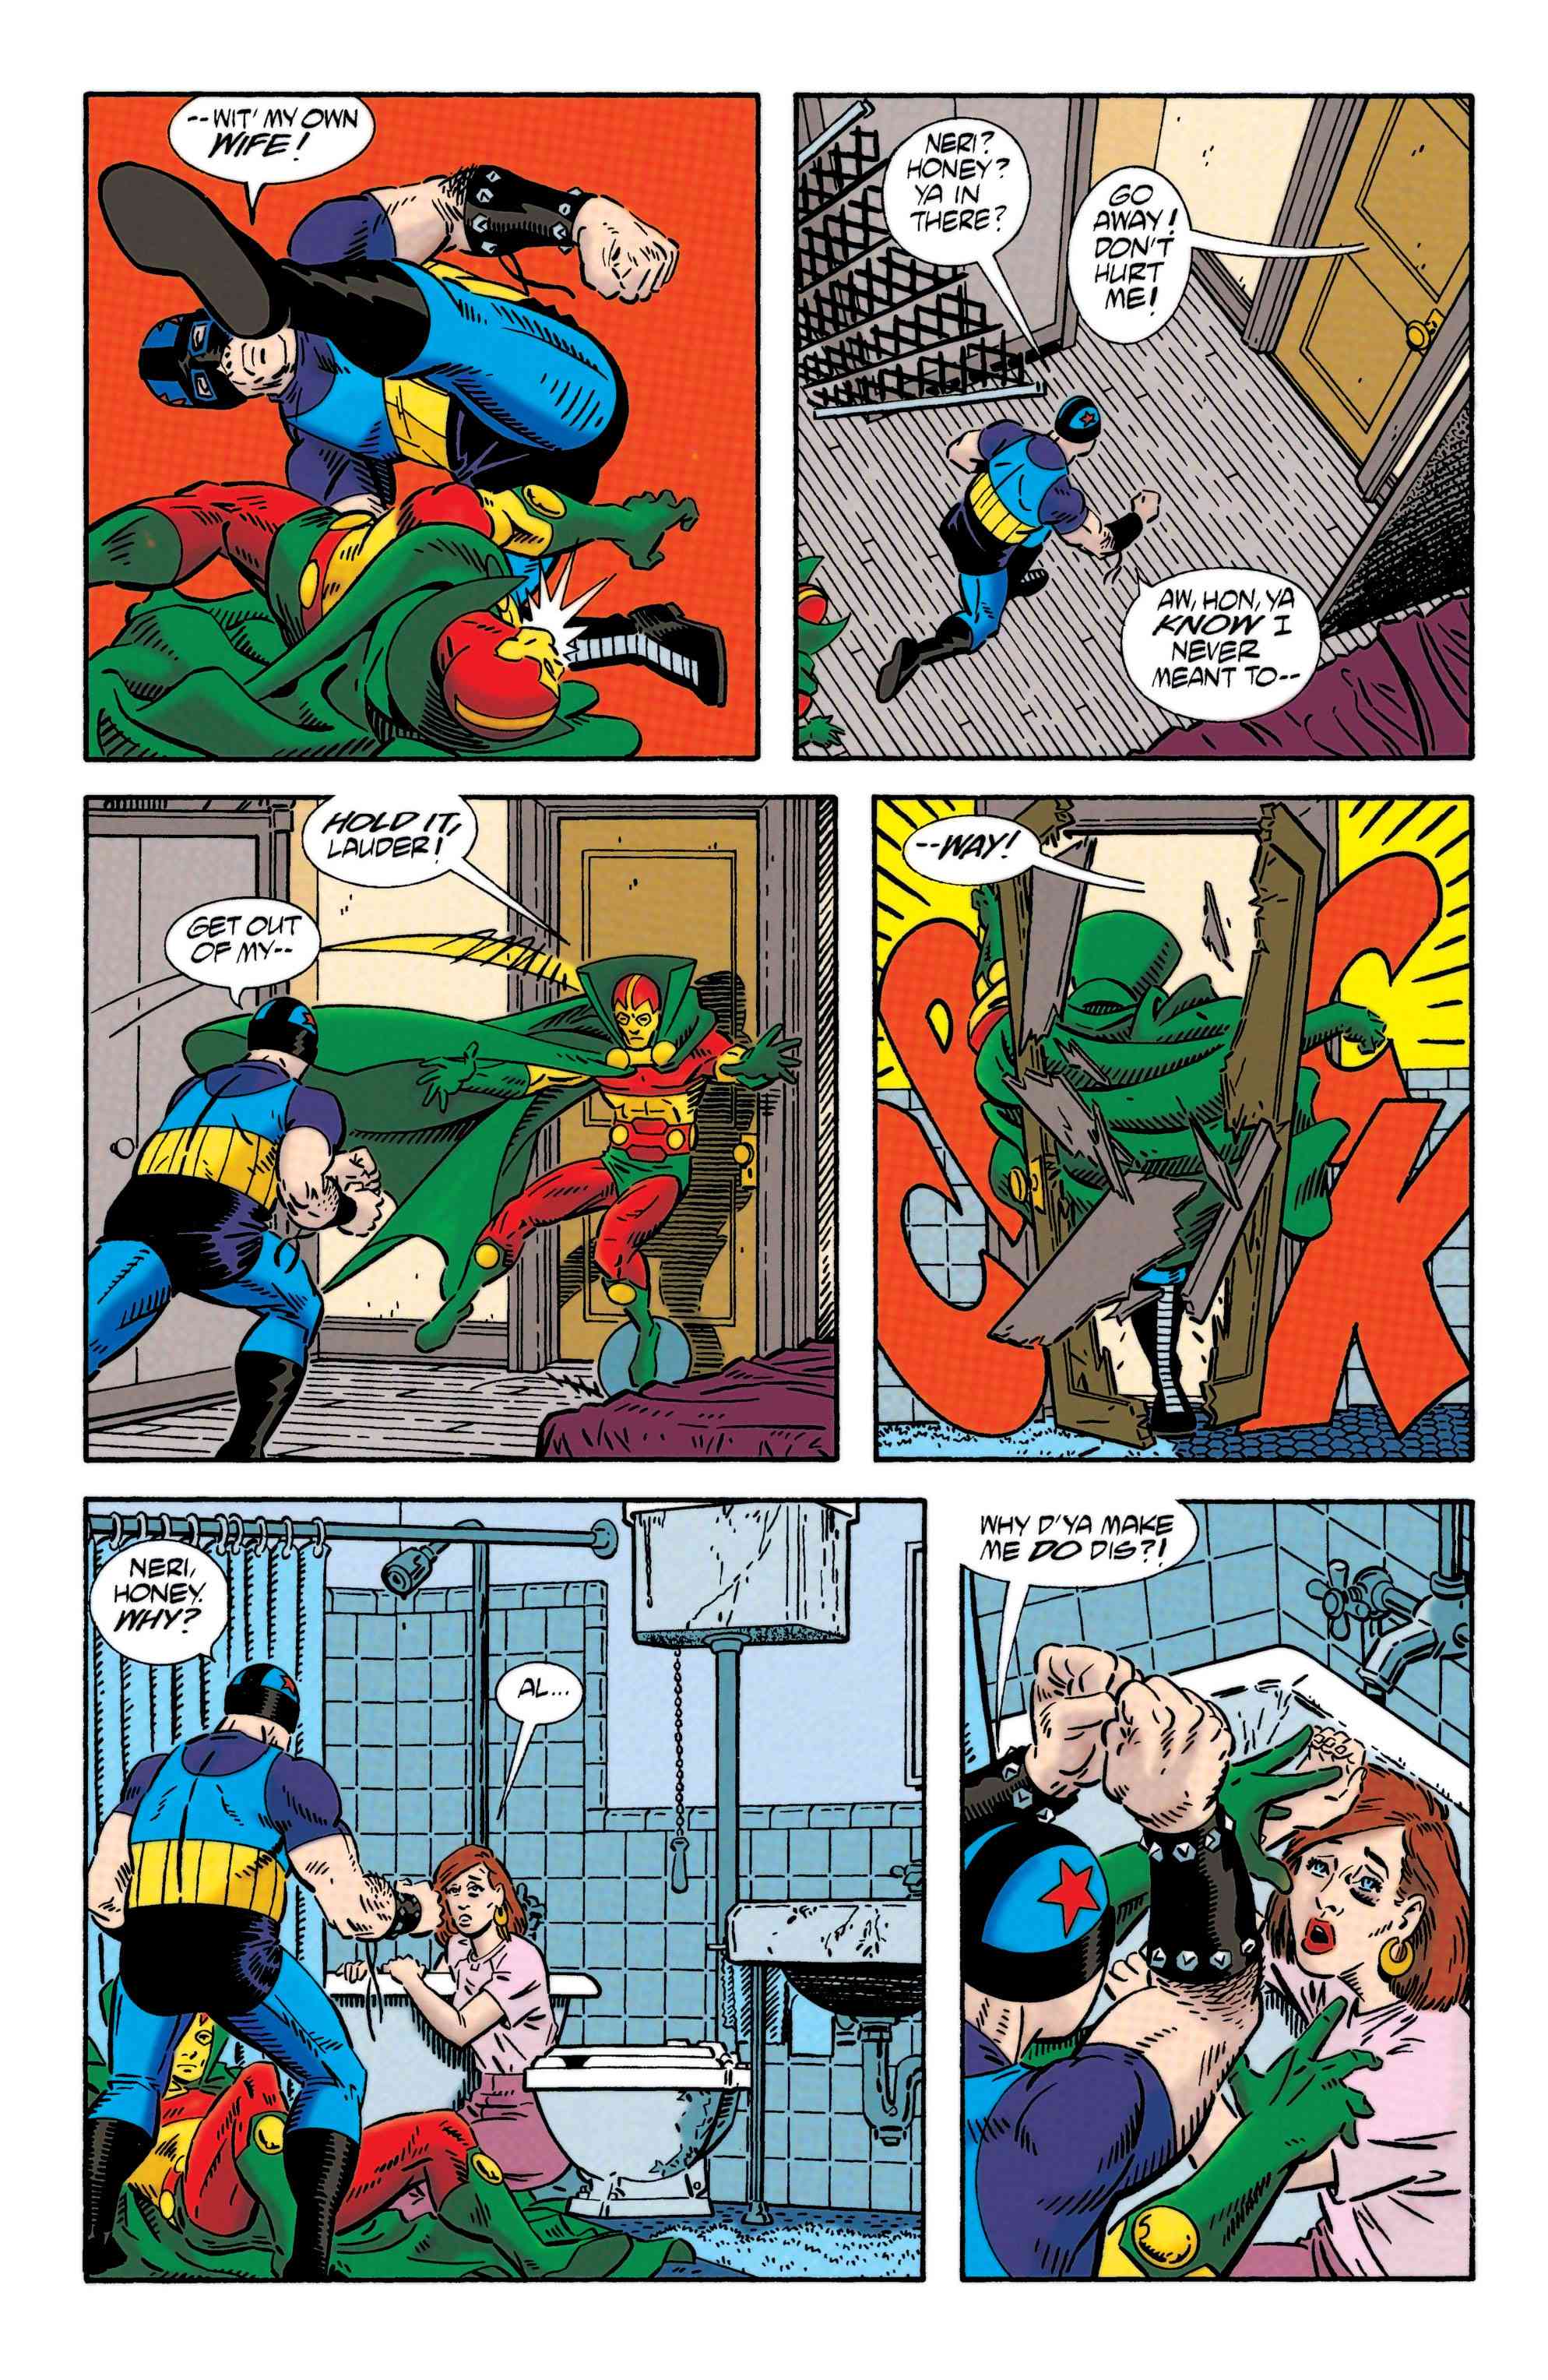 --WIT' MY OWN
WIFE!
NERI?
HONEY?
YA IN
THERE?
GO
AWAY!
DON'T
HURT
ME!
AW, HON, YA
KNOW I
NEVER
MEANT TO--
HOLD IT,
LAUDER!
GET OUT
OF MY--
--WAY!
NERI,
HONEY.
WHY?
AL...
WHY D'YA MAKE
ME DO DIS?!